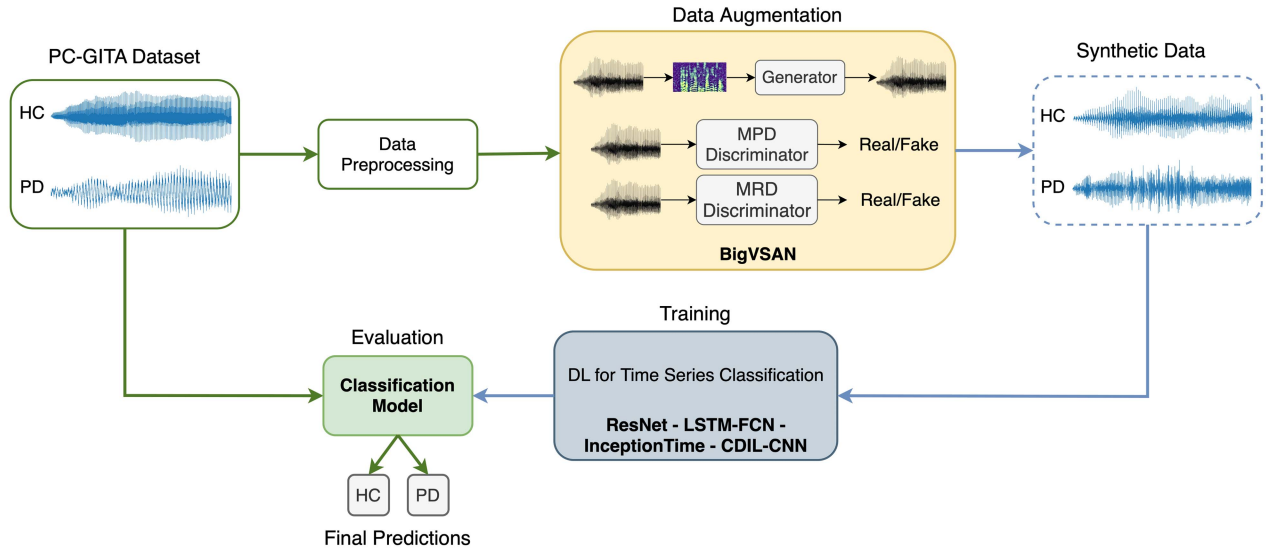 Data Augmentation
PC-GITA Dataset
Synthetic Data
HC
PD
Data
Preprocessing
Generator
MPD
Discriminator
Real/Fake
MRD
Discriminator
Real/Fake
BigVSAN
HC
PD
Training
Evaluation
Classification
Model
DL for Time Series Classification
ResNet - LSTM-FCN -
InceptionTime - CDIL-CNN
HC
PD
Final Predictions